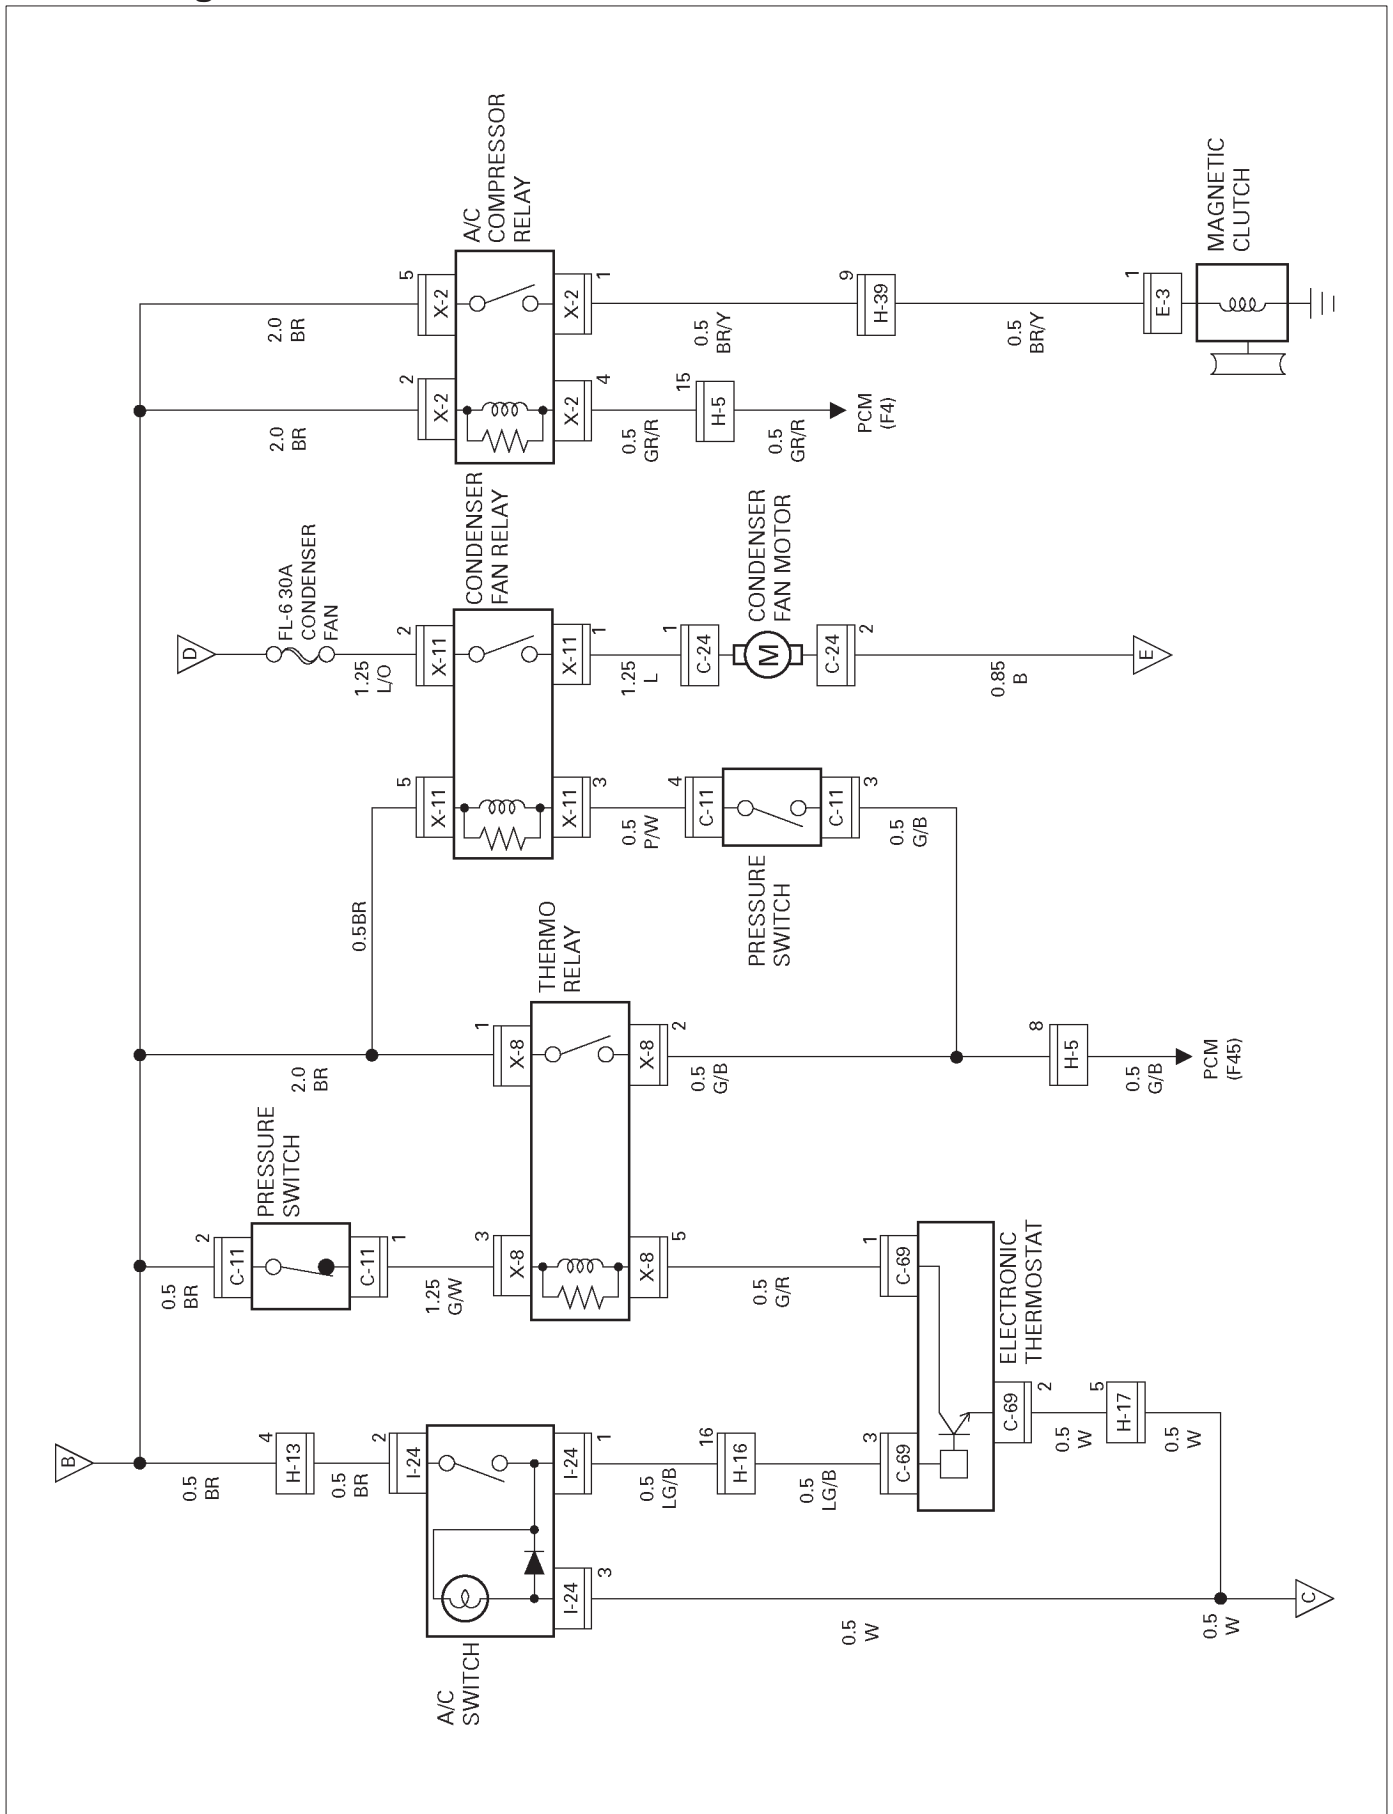 B
0.5
BR
4
H-13
0.5
BR
2
I-24
A/C
SWITCH
I-24
1
I-24
3
0.5
LG/B
16
H-16
0.5
LG/B
3
C-69
0.5
W
0.5
BR
2
C-11
PRESSURE
SWITCH
C-11
1
1.25
G/W
3
X-8
X-8
5
0.5
G/R
1
C-69
ELECTRONIC
THERMOSTAT
C-69
2
0.5
W
5
H-17
0.5
W
0.5
W
C
2.0
BR
1
X-8
THERMO
RELAY
X-8
2
0.5
G/B
8
H-5
0.5
G/B
PCM
(F45)
0.5BR
5
X-11
X-11
3
0.5
P/W
4
C-11
PRESSURE
SWITCH
C-11
3
0.5
G/B
D
FL-6 30A
CONDENSER
FAN
1.25
L/O
2
X-11
CONDENSER
FAN RELAY
X-11
1
1.25
L
1
C-24
M
CONDENSER
FAN MOTOR
C-24
2
0.85
B
E
2.0
BR
2
X-2
X-2
4
0.5
GR/R
15
H-5
0.5
GR/R
PCM
(F4)
2.0
BR
5
X-2
A/C
COMPRESSOR
RELAY
X-2
1
0.5
BR/Y
9
H-39
0.5
BR/Y
1
E-3
MAGNETIC
CLUTCH